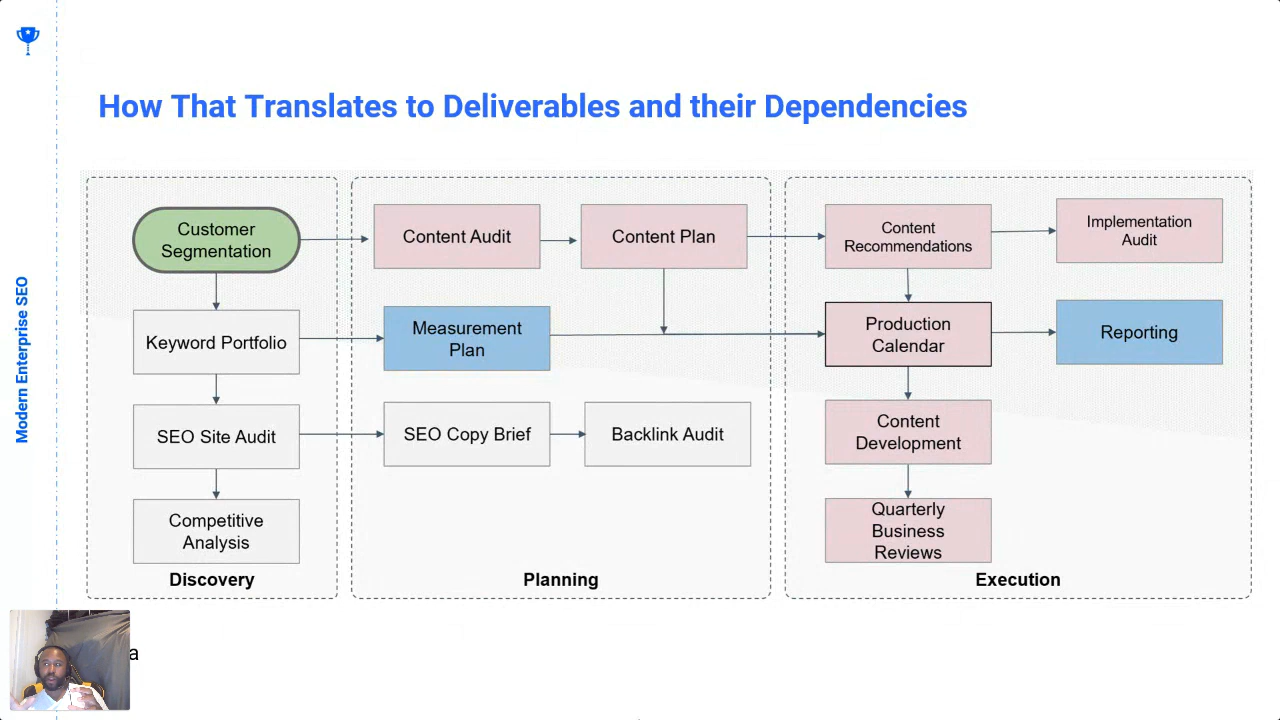 How That Translates to Deliverables and their Dependencies
Modern Enterprise SEO
Customer
Segmentation
Keyword Portfolio
SEO Site Audit
Competitive
Analysis
Discovery
Content Audit
Content Plan
Measurement
Plan
SEO Copy Brief
Backlink Audit
Planning
Content
Recommendations
Implementation
Audit
Production
Calendar
Reporting
Content
Development
Quarterly
Business
Reviews
Execution